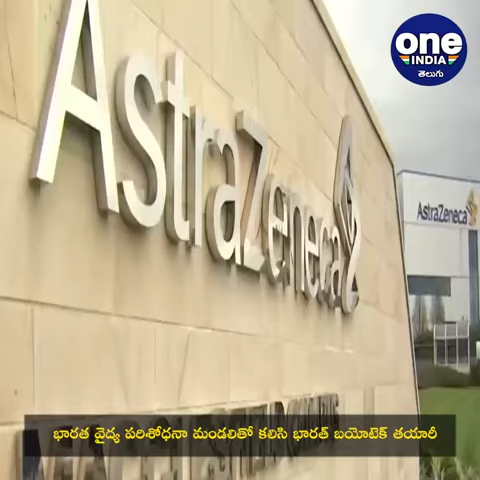 one
INDIA
తెలుగు
AstraZeneca
AstraZeneca
భారత వైద్య పరిశోధనా మండలితో కలిసి భారత్ బయోటెక్ తయారీ